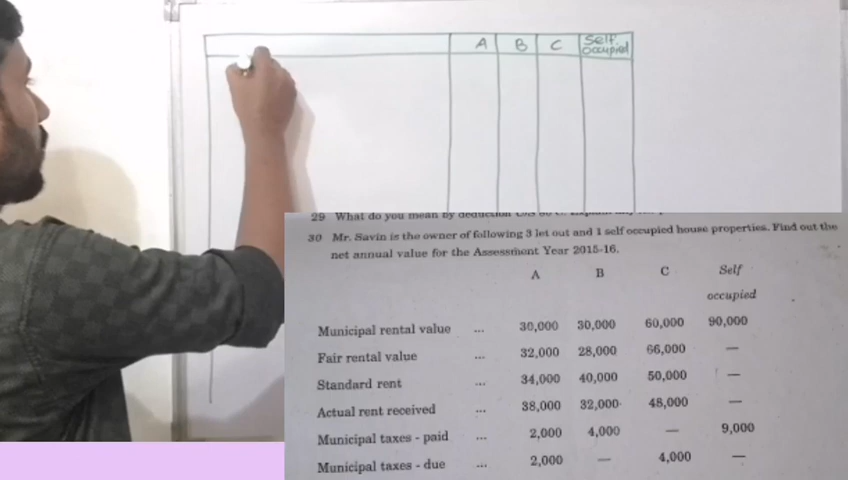 A B C Self occupied
29 What do you mean by deduction U/S 80 C.
30 Mr. Savin is the owner of following 3 let out and 1 self occupied house properties. Find out the
net annual value for the Assessment Year 2015-16.
A B C Self
occupied
Municipal rental value ... 30,000 30,000 60,000 90,000
Fair rental value ... 32,000 28,000 66,000 —
Standard rent ... 34,000 40,000 50,000 —
Actual rent received ... 38,000 32,000 48,000 —
Municipal taxes - paid ... 2,000 4,000 — 9,000
Municipal taxes - due ... 2,000 — 4,000 —